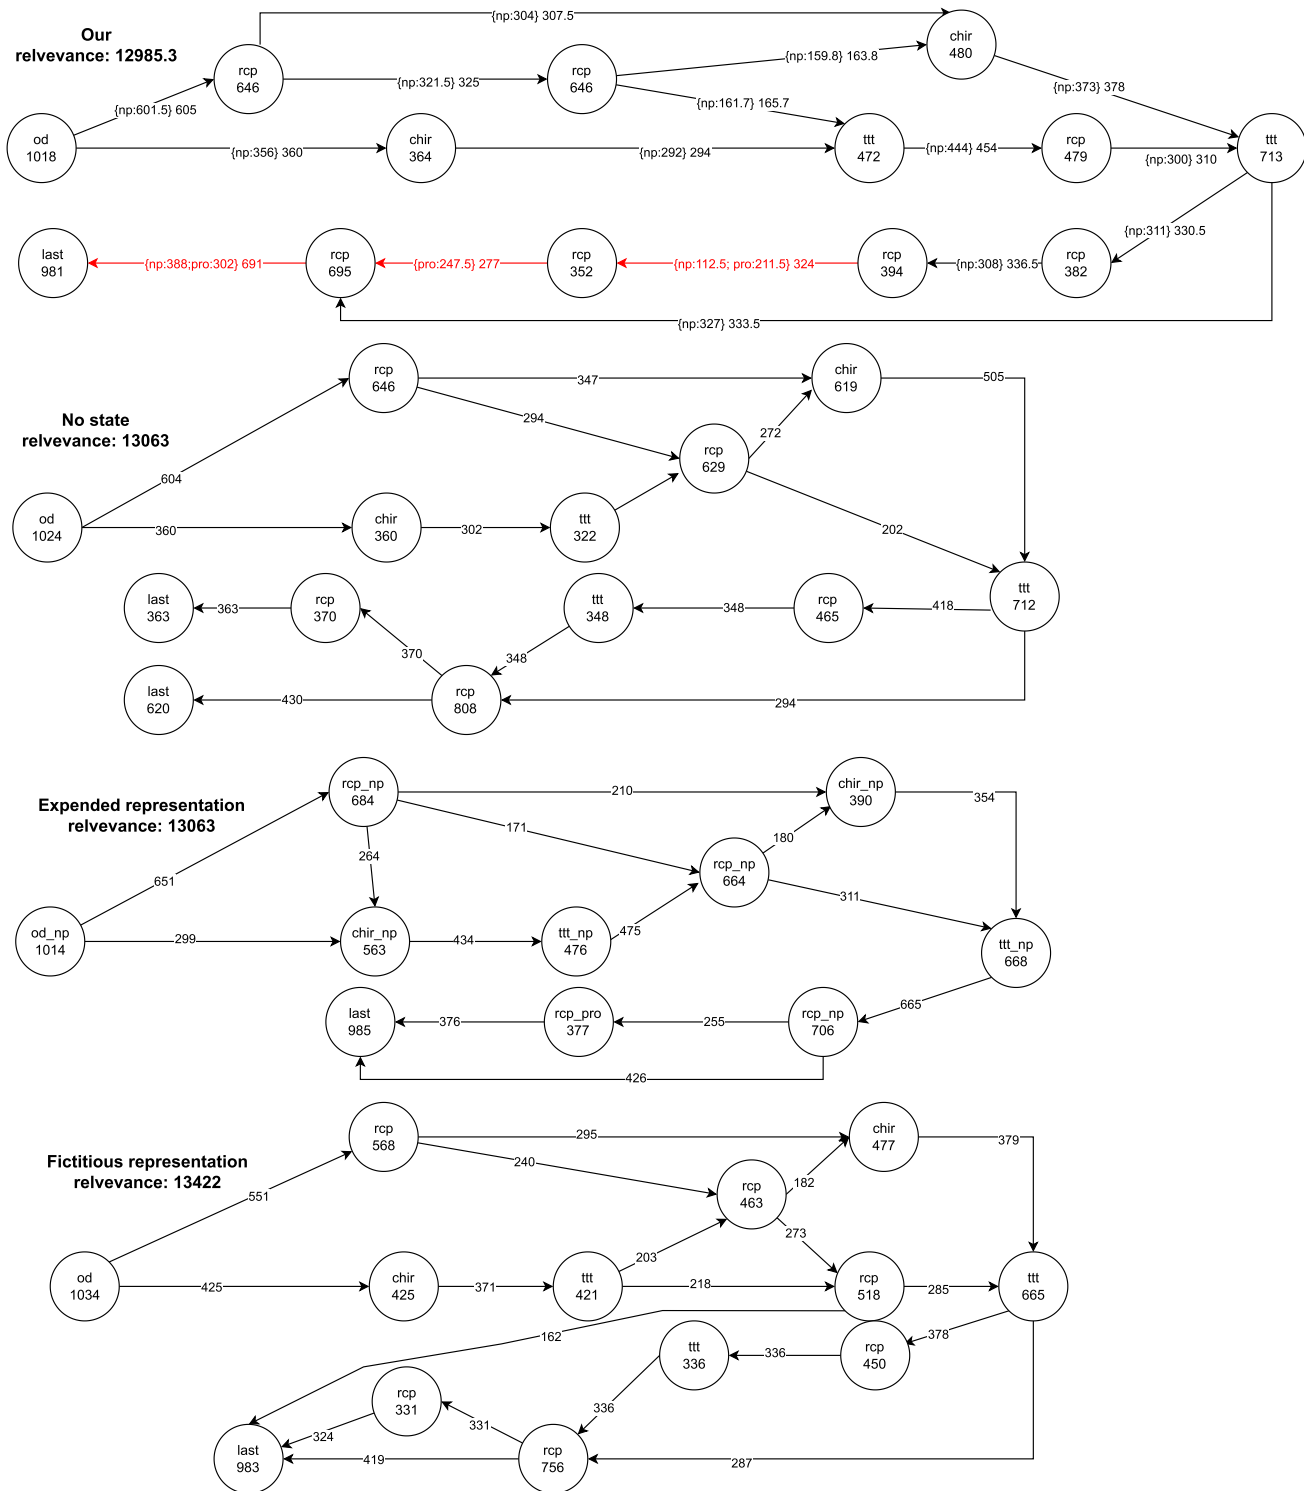 Our
relvevance: 12985.3
{np:304} 307.5
chir
480
rcp
646
{np:321.5} 325
rcp
646
{np:159.8} 163.8
{np:373} 378
{np:601.5} 605
{np:161.7} 165.7
od
1018
{np:356} 360
chir
364
{np:292} 294
ttt
472
{np:444} 454
rcp
479
{np:300} 310
ttt
713
{np:311} 330.5
last
981
{np:388;pro:302} 691
rcp
695
{pro:247.5} 277
rcp
352
{np:112.5; pro:211.5} 324
rcp
394
{np:308} 336.5
rcp
382
{np:327} 333.5
No state
relvevance: 13063
rcp
646
347
chir
619
505
294
272
rcp
629
604
od
1024
360
chir
360
302
ttt
322
202
ttt
712
last
363
363
rcp
370
ttt
348
348
rcp
465
418
370
348
last
620
430
rcp
808
294
Expended representation
relvevance: 13063
rcp_np
684
210
chir_np
390
354
171
180
264
rcp_np
664
311
651
od_np
1014
299
chir_np
563
434
ttt_np
476
475
ttt_np
668
665
last
985
376
rcp_pro
377
255
rcp_np
706
426
Fictitious representation
relvevance: 13422
rcp
568
295
chir
477
379
240
182
rcp
463
551
273
203
od
1034
425
chir
425
371
ttt
421
218
rcp
518
285
ttt
665
162
378
ttt
336
336
rcp
450
rcp
331
336
331
324
last
983
419
rcp
756
287